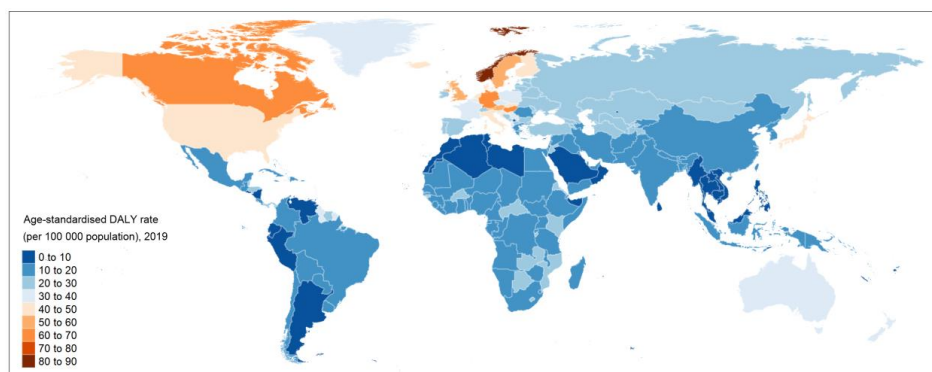 Age-standardised DALY rate
(per 100 000 population), 2019
0 to 10
10 to 20
20 to 30
30 to 40
40 to 50
50 to 60
60 to 70
70 to 80
80 to 90